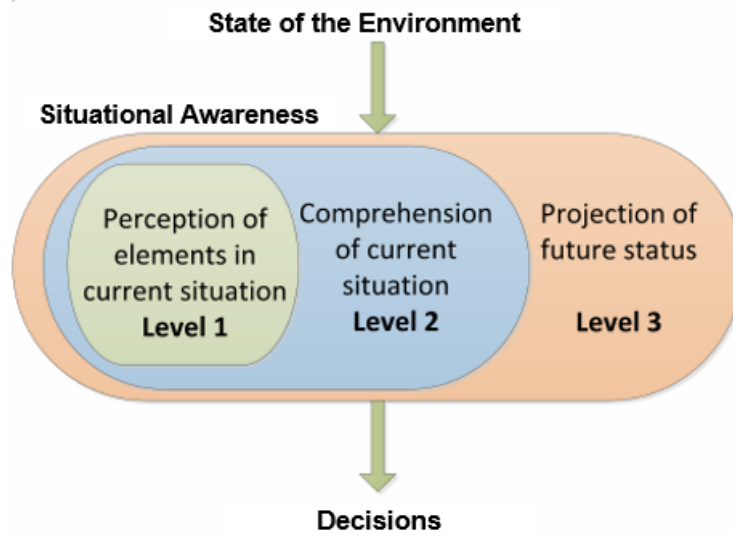 State of the Environment
Situational Awareness
Perception of
elements in
current situation
Level 1
Comprehension
of current
situation
Level 2
Projection of
future status
Level 3
Decisions